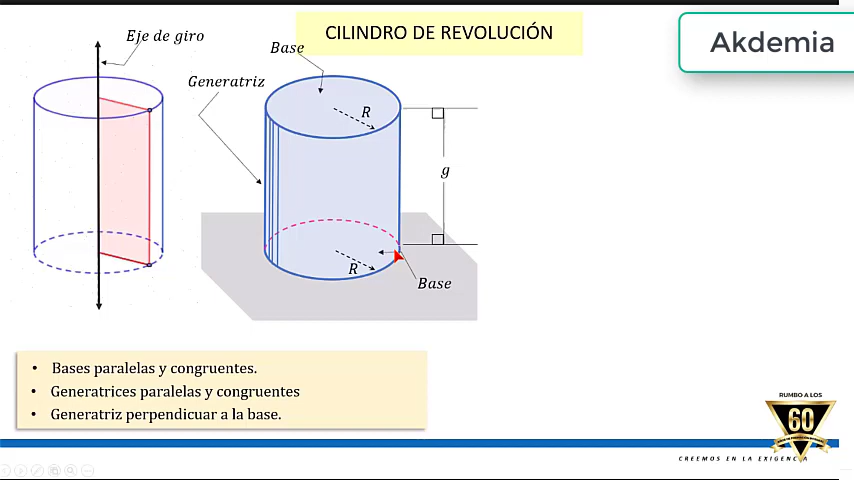 CILINDRO DE REVOLUCIÓN
Akdemia
Eje de giro
Base
Generatriz
R
g
R
Base
• Bases paralelas y congruentes.
• Generatrices paralelas y congruentes
• Generatriz perpendicuar a la base.
RUMBO A LOS
60
CREEMOS EN LA EXIGENCIA